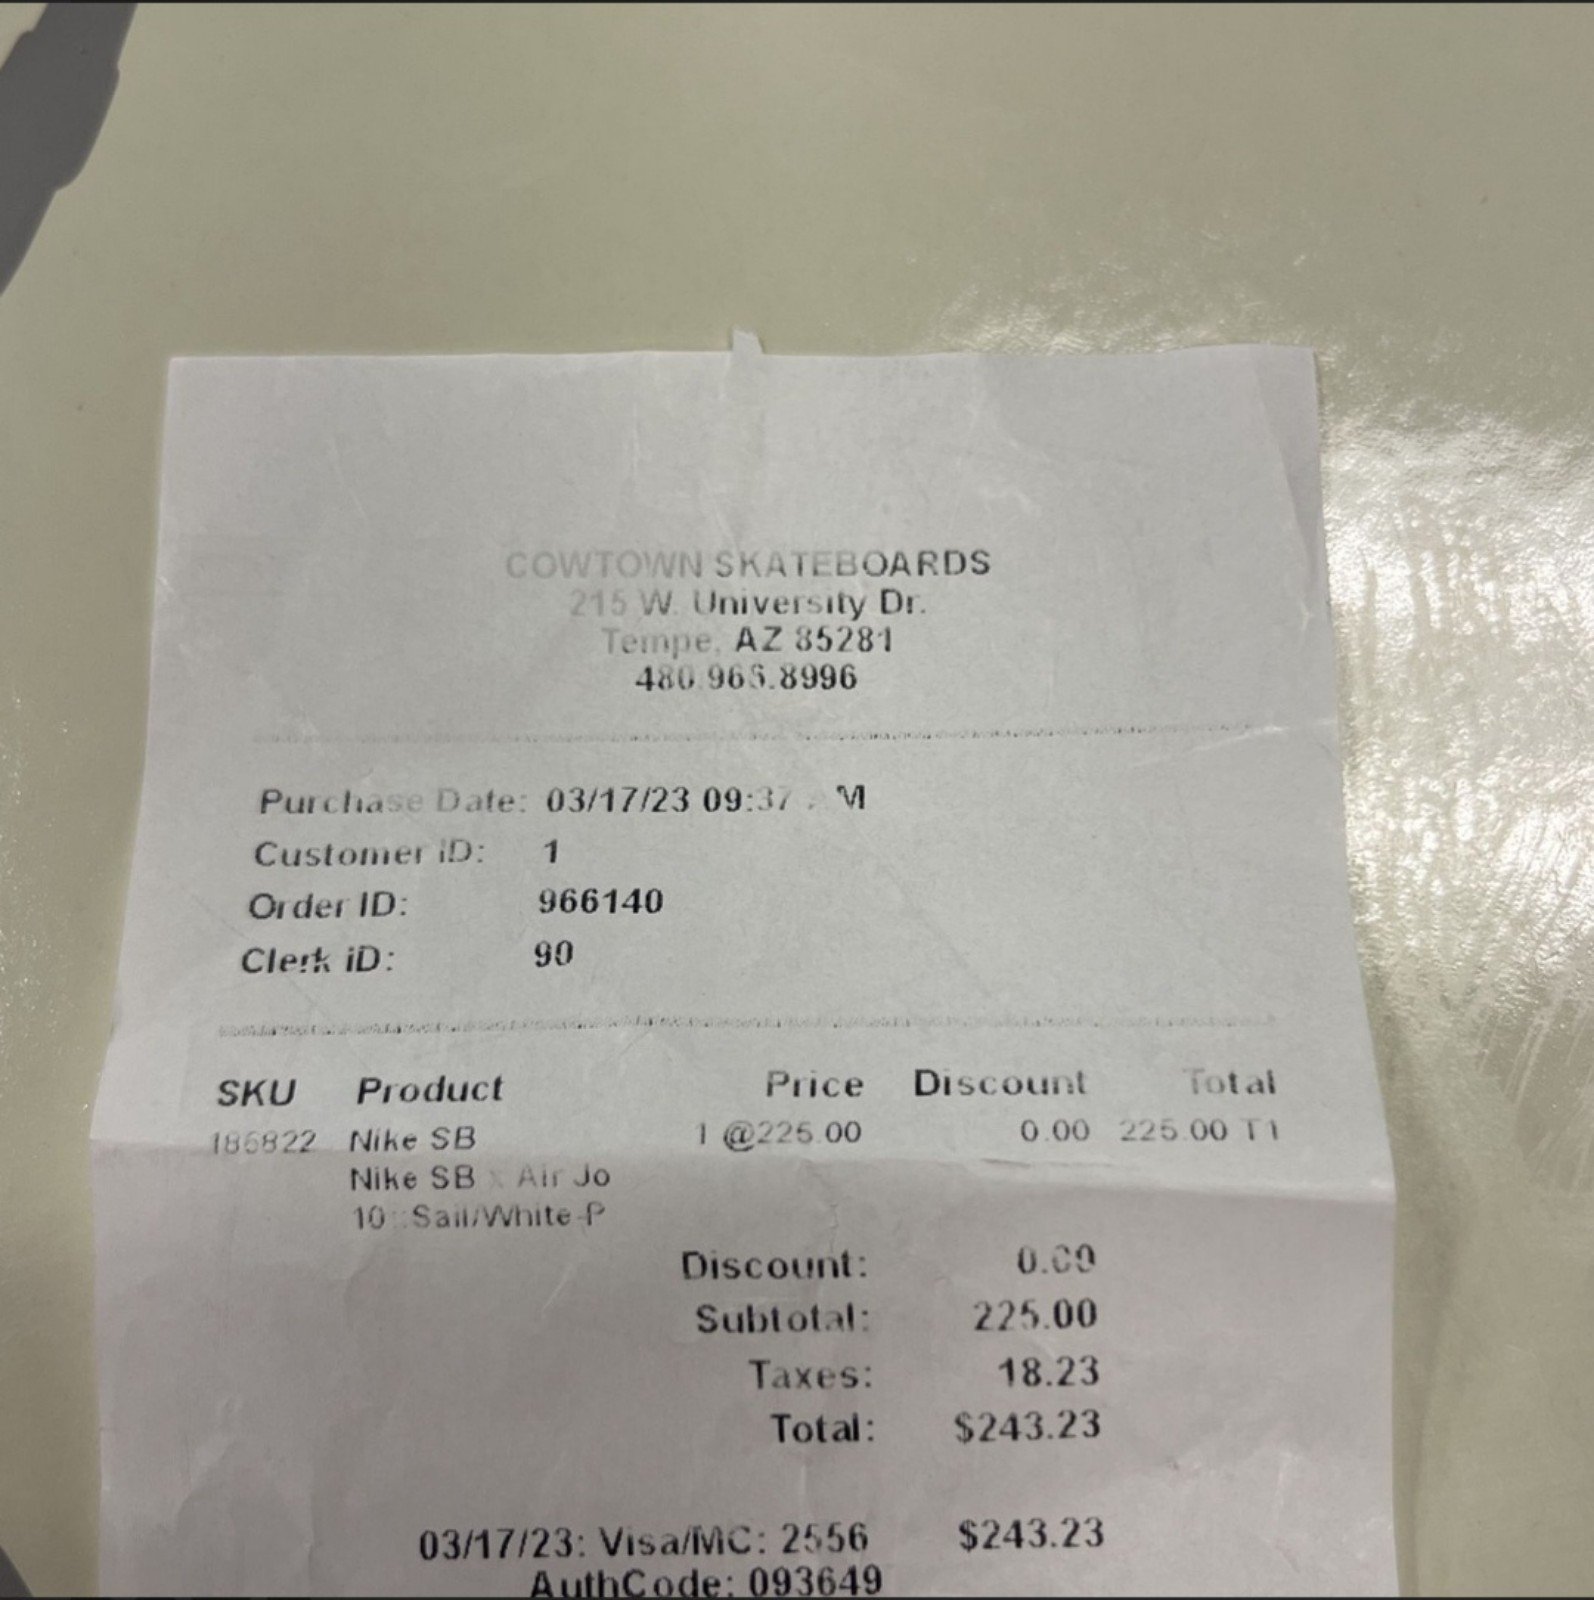 COWTOWN SKATEBOARDS
215 W. University Dr.
Tempe, AZ 85281
480.966.8996
Purchase Date: 03/17/23 09:37 AM
Customer ID: 1
Order ID: 966140
Clerk ID: 90
SKU Product Price Discount Total
186822 Nike SB 1 @225.00 0.00 225.00 T1
Nike SB x Air Jo
10::Sail/White-P
Discount: 0.00
Subtotal: 225.00
Taxes: 18.23
Total: $243.23
03/17/23: Visa/MC: 2556 $243.23
AuthCode: 093649